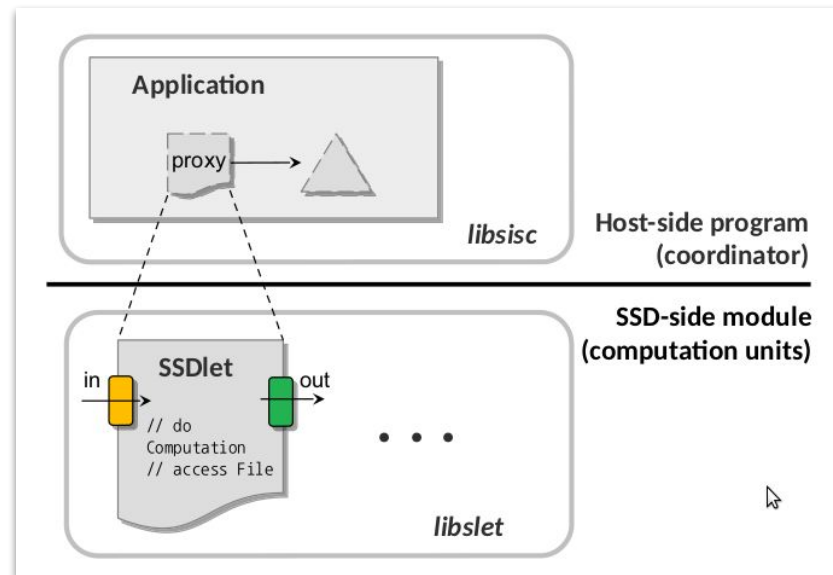 Application
proxy
libsisc
Host-side program
(coordinator)
SSD-side module
(computation units)
SSDlet
in
out
// do
Computation
// access File
libslet